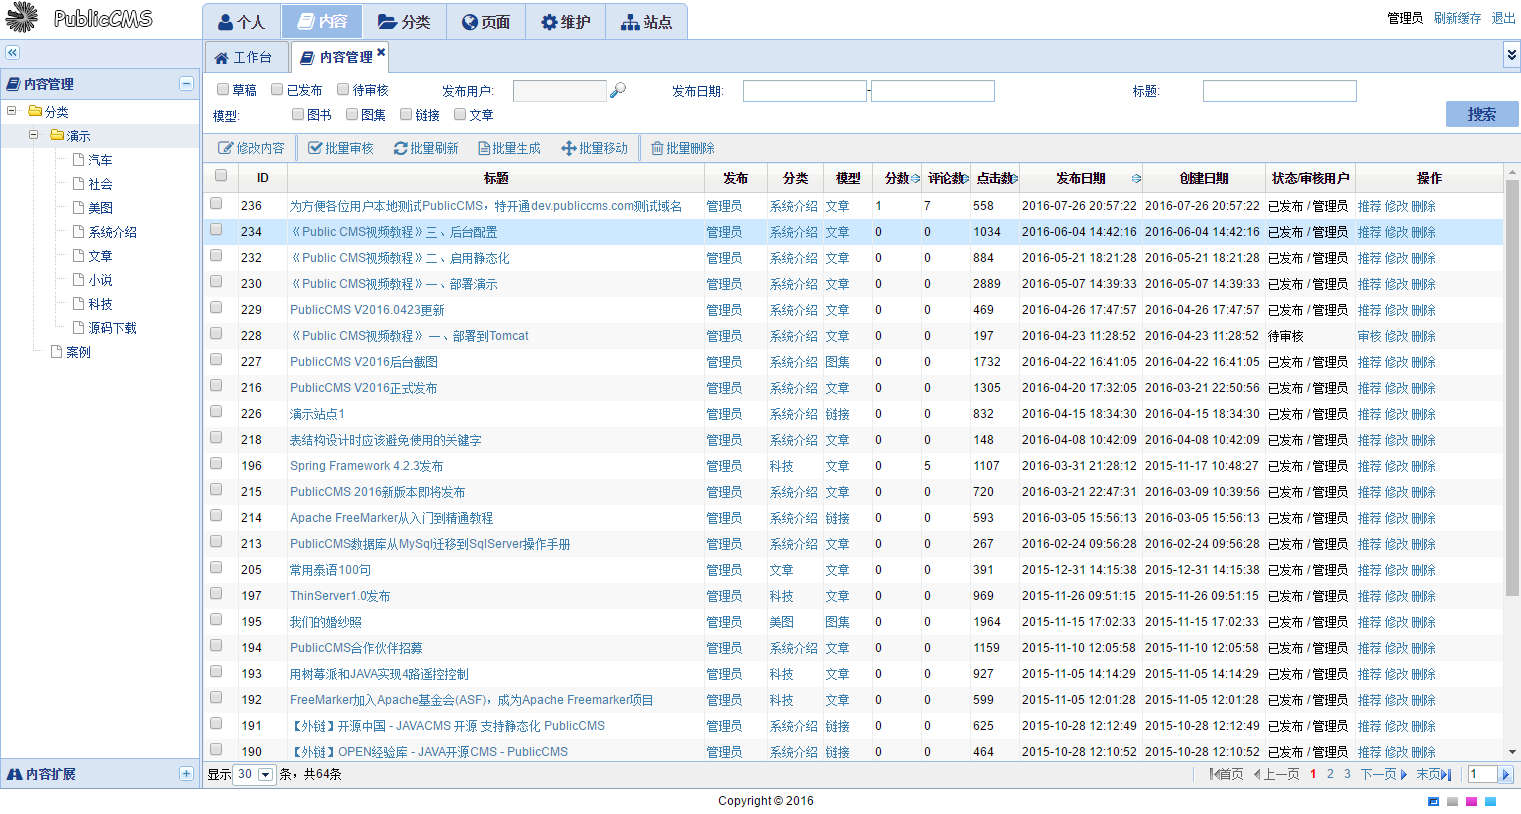 PublicCMS
个人 内容 分类 页面 维护 站点
管理员 刷新缓存 退出
工作台 内容管理
内容管理
分类
演示
汽车
社会
美图
系统介绍
文章
小说
科技
源码下载
案例
内容扩展
草稿 已发布 待审核 发布用户: 发布日期: - 标题:
模型: 图书 图集 链接 文章 搜索
修改内容 批量审核 批量刷新 批量生成 批量移动 批量删除
ID 标题 发布 分类 模型 分数 评论数 点击数 发布日期 创建日期 状态/审核用户 操作
236 为方便各位用户本地测试PublicCMS，特开通dev.publiccms.com测试域名 管理员 系统介绍 文章 1 7 558 2016-07-26 20:57:22 2016-07-26 20:57:22 已发布 / 管理员 推荐 修改 删除
234 《Public CMS视频教程》三、后台配置 管理员 系统介绍 文章 0 0 1034 2016-06-04 14:42:16 2016-06-04 14:42:16 已发布 / 管理员 推荐 修改 删除
232 《Public CMS视频教程》二、启用静态化 管理员 系统介绍 文章 0 0 884 2016-05-21 18:21:28 2016-05-21 18:21:28 已发布 / 管理员 推荐 修改 删除
230 《Public CMS视频教程》一、部署演示 管理员 系统介绍 文章 0 0 2889 2016-05-07 14:39:33 2016-05-07 14:39:33 已发布 / 管理员 推荐 修改 删除
229 PublicCMS V2016.0423更新 管理员 系统介绍 文章 0 0 469 2016-04-26 17:47:57 2016-04-26 17:47:57 已发布 / 管理员 推荐 修改 删除
228 《Public CMS视频教程》 一、部署到Tomcat 管理员 系统介绍 文章 0 0 197 2016-04-23 11:28:52 2016-04-23 11:28:52 待审核 审核 修改 删除
227 PublicCMS V2016后台截图 管理员 系统介绍 图集 0 0 1732 2016-04-22 16:41:05 2016-04-22 16:41:05 已发布 / 管理员 推荐 修改 删除
216 PublicCMS V2016正式发布 管理员 系统介绍 文章 0 0 1305 2016-04-20 17:32:05 2016-03-21 22:50:56 已发布 / 管理员 推荐 修改 删除
226 演示站点1 管理员 系统介绍 链接 0 0 832 2016-04-15 18:34:30 2016-04-15 18:34:30 已发布 / 管理员 推荐 修改 删除
218 表结构设计时应该避免使用的关键字 管理员 系统介绍 文章 0 0 148 2016-04-08 10:42:09 2016-04-08 10:42:09 已发布 / 管理员 推荐 修改 删除
196 Spring Framework 4.2.3发布 管理员 科技 文章 0 5 1107 2016-03-31 21:28:12 2015-11-17 10:48:27 已发布 / 管理员 推荐 修改 删除
215 PublicCMS 2016新版本即将发布 管理员 系统介绍 文章 0 0 720 2016-03-21 22:47:31 2016-03-09 10:39:56 已发布 / 管理员 推荐 修改 删除
214 Apache FreeMarker从入门到精通教程 管理员 系统介绍 链接 0 0 593 2016-03-05 15:56:13 2016-03-05 15:56:13 已发布 / 管理员 推荐 修改 删除
213 PublicCMS数据库从MySql迁移到SqlServer操作手册 管理员 系统介绍 文章 0 0 267 2016-02-24 09:56:28 2016-02-24 09:56:28 已发布 / 管理员 推荐 修改 删除
205 常用泰语100句 管理员 文章 文章 0 0 391 2015-12-31 14:15:38 2015-12-31 14:15:38 已发布 / 管理员 推荐 修改 删除
197 ThinServer1.0发布 管理员 科技 文章 0 0 969 2015-11-26 09:51:15 2015-11-26 09:51:15 已发布 / 管理员 推荐 修改 删除
195 我们的婚纱照 管理员 美图 图集 0 0 1964 2015-11-15 17:02:33 2015-11-15 17:02:33 已发布 / 管理员 推荐 修改 删除
194 PublicCMS合作伙伴招募 管理员 系统介绍 文章 0 0 1159 2015-11-10 12:05:58 2015-11-10 12:05:58 已发布 / 管理员 推荐 修改 删除
193 用树莓派和JAVA实现4路遥控控制 管理员 科技 文章 0 0 927 2015-11-05 14:14:29 2015-11-05 14:14:29 已发布 / 管理员 推荐 修改 删除
192 FreeMarker加入Apache基金会(ASF)，成为Apache Freemarker项目 管理员 科技 文章 0 0 599 2015-11-05 12:01:28 2015-11-05 12:01:28 已发布 / 管理员 推荐 修改 删除
191 【外链】开源中国 - JAVACMS 开源 支持静态化 PublicCMS 管理员 系统介绍 链接 0 0 625 2015-10-28 12:12:49 2015-10-28 12:12:49 已发布 / 管理员 推荐 修改 删除
190 【外链】OPEN经验库 - JAVA开源CMS - PublicCMS 管理员 系统介绍 链接 0 0 464 2015-10-28 12:10:52 2015-10-28 12:10:52 已发布 / 管理员 推荐 修改 删除
显示 30 条，共64条 首页 上一页 1 2 3 下一页 末页 1
Copyright © 2016